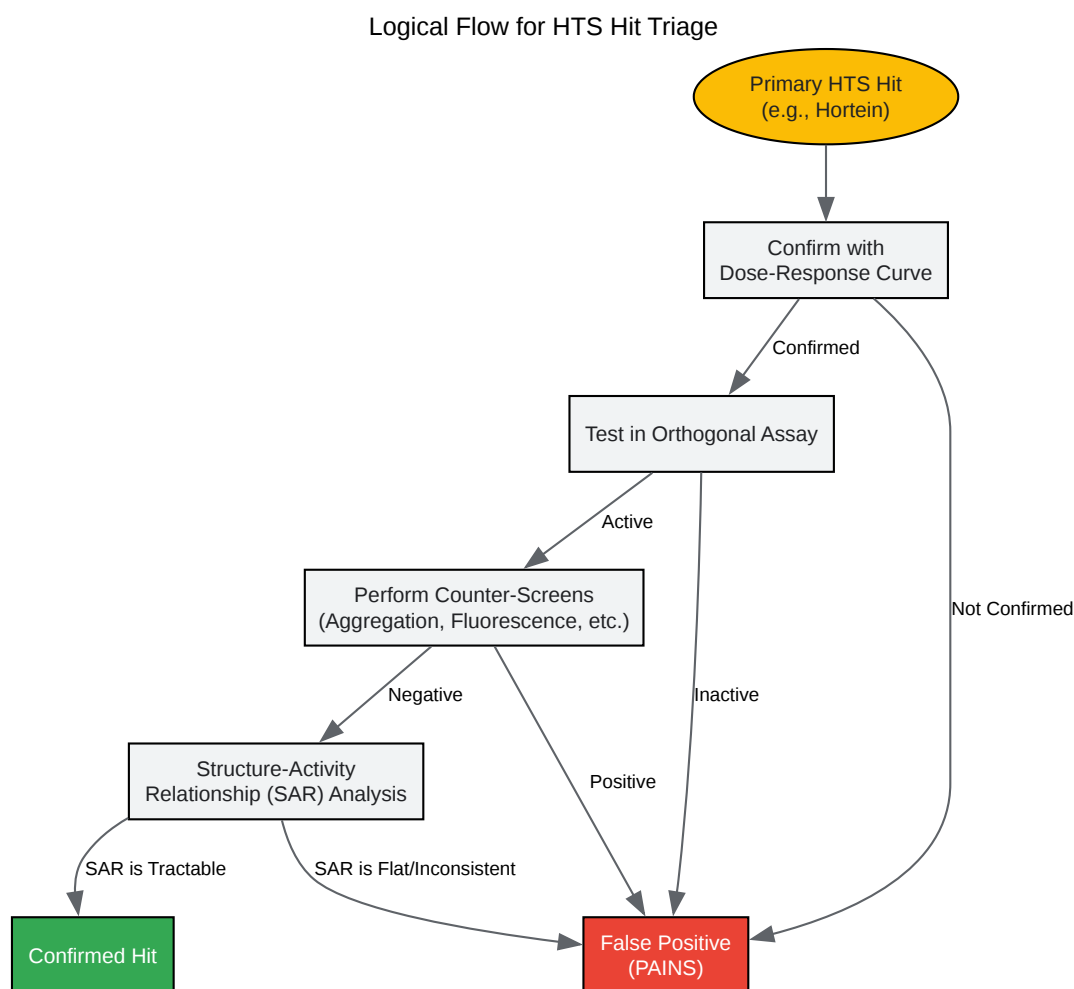 Logical Flow for HTS Hit Triage
Primary HTS Hit
(e.g., Hortein)
Confirm with
Dose-Response Curve
Confirmed
Test in Orthogonal Assay
Active
Perform Counter-Screens
(Aggregation, Fluorescence, etc.)
Not Confirmed
Negative
Inactive
Structure-Activity
Relationship (SAR) Analysis
Positive
SAR is Tractable
SAR is Flat/Inconsistent
Confirmed Hit
False Positive
(PAINS)